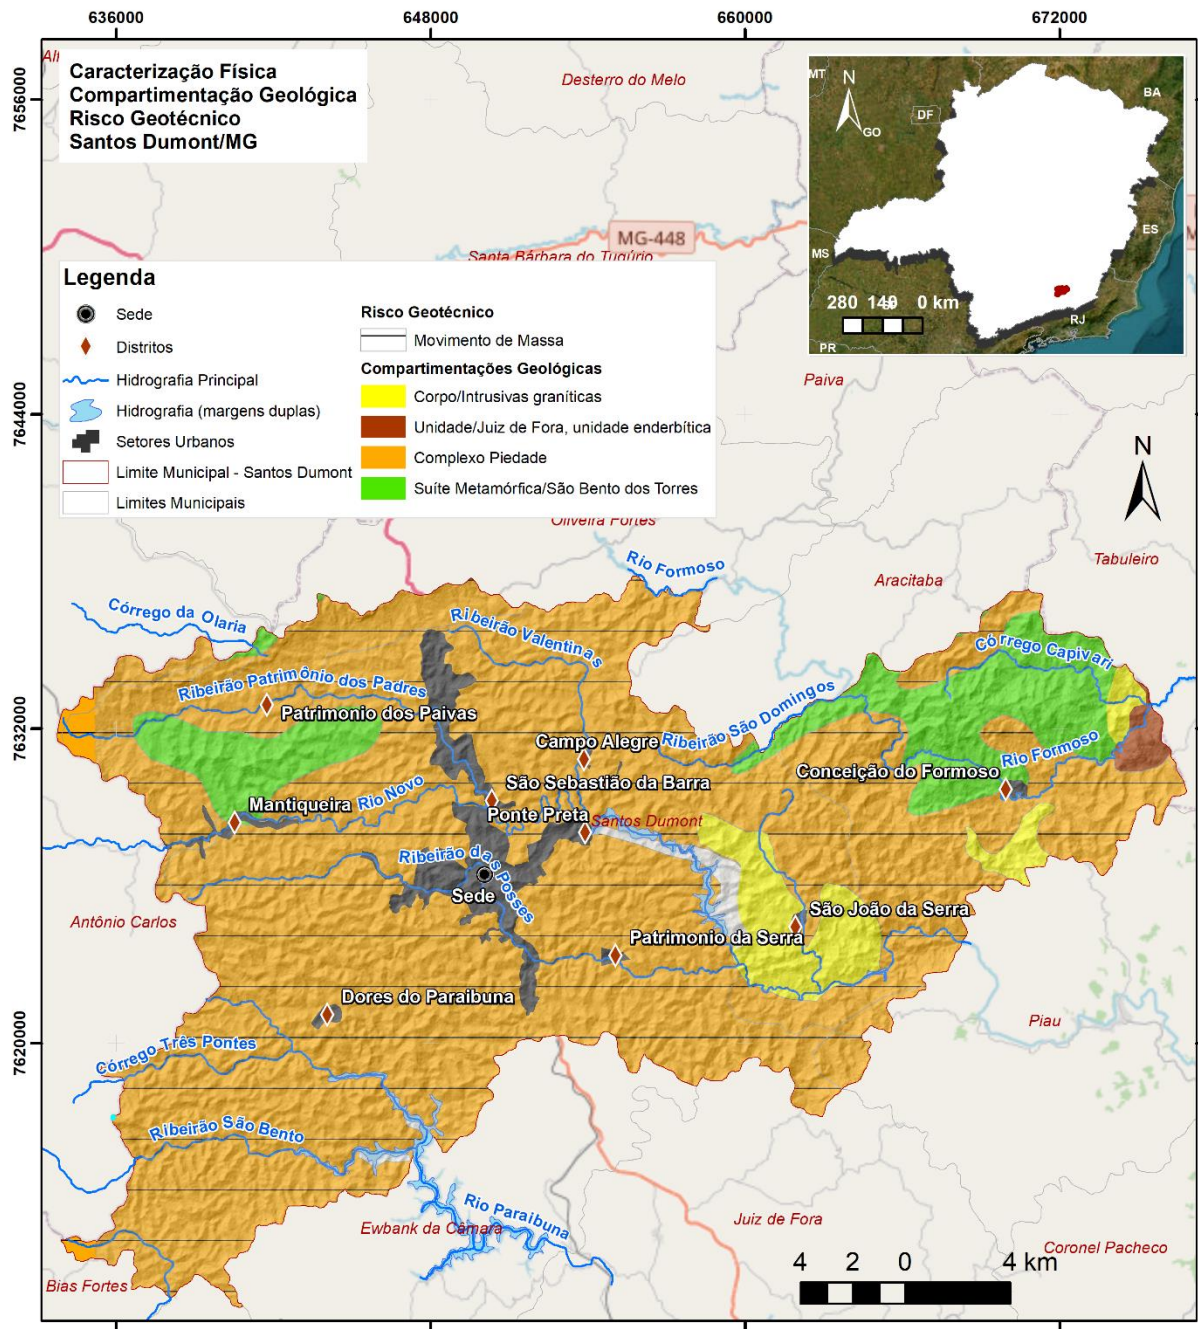 636000
648000
660000
672000
7656000
7644000
7632000
7620000
Caracterização Física
Compartimentação Geológica
Risco Geotécnico
Santos Dumont/MG
Desterro do Melo
MG-448
Santa Bárbara do Tugúrio
MT
N
DF
GO
BA
ES
MS
RJ
PR
280 140 0 km
Legenda
Sede
Distritos
Hidrografia Principal
Hidrografia (margens duplas)
Setores Urbanos
Limite Municipal - Santos Dumont
Limites Municipais
Risco Geotécnico
Movimento de Massa
Compartimentações Geológicas
Corpo/Intrusivas graníticas
Unidade/Juiz de Fora, unidade enderbítica
Complexo Piedade
Suíte Metamórfica/São Bento dos Torres
Paiva
N
Oliveira Fortes
Rio Formoso
Aracitaba
Tabuleiro
Córrego da Olaria
Ribeirão Valentinas
Córrego Capivari
Ribeirão Patrimônio dos Padres
Patrimonio dos Paivas
Ribeirão São Domingos
Campo Alegre
Rio Formoso
Conceição do Formoso
São Sebastião da Barra
Mantiqueira
Rio Novo
Ponte Preta
Santos Dumont
Ribeirão das Posses
Sede
São João da Serra
Antônio Carlos
Patrimonio da Serra
Dores do Paraibuna
Piau
Córrego Três Pontes
Ribeirão São Bento
Rio Paraibuna
Ewbank da Câmara
Juiz de Fora
Coronel Pacheco
Bias Fortes
4 2 0 4 km